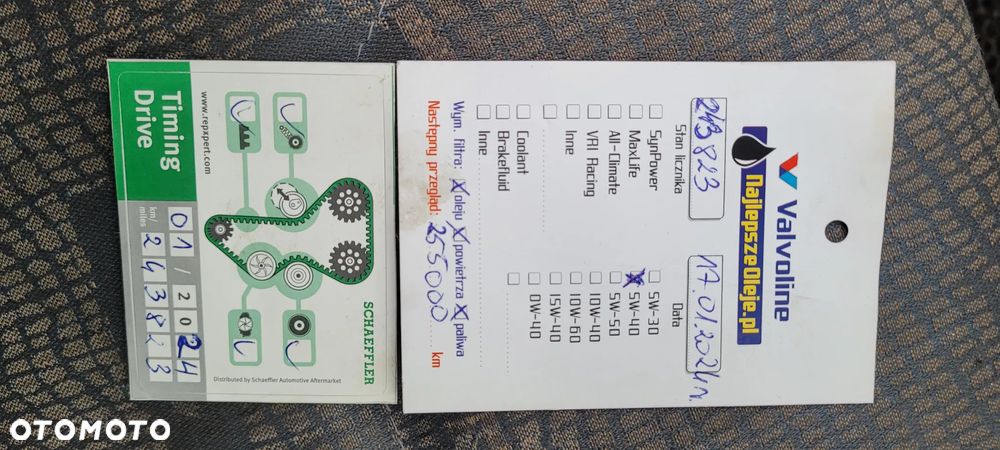 Timing
Drive
www.repxpert.com
SCHAEFFLER
km/
miles
01/2024
243823
Distributed by Schaeffler Automotive Aftermarket
Valvoline
NajlepszeOleje.pl
243 823
17.01.2024r.
Stan licznika
Data
SynPower
MaxLife
All-Climate
VR1 Racing
Inne
5W-30
5W-40
5W-50
10W-40
10W-60
15W-40
0W-40
Coolant
Brakefluid
Inne
Wym. filtra: X oleju X powietrza X paliwa
Następny przegląd: 255000 km
OTOMOTO